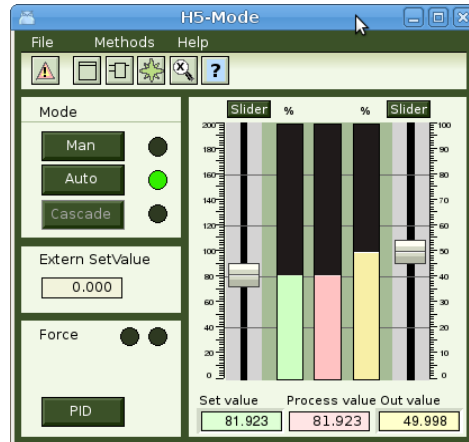 H5-Mode
File Methods Help
?
Mode
Man
Auto
Cascade
Extern SetValue
0.000
Force
PID
Slider % % Slider
200 100
180 90
160 80
140 70
120 60
100 50
80 40
60 30
40 20
20 10
0 0
Set value Process value Out value
81.923 81.923 49.998